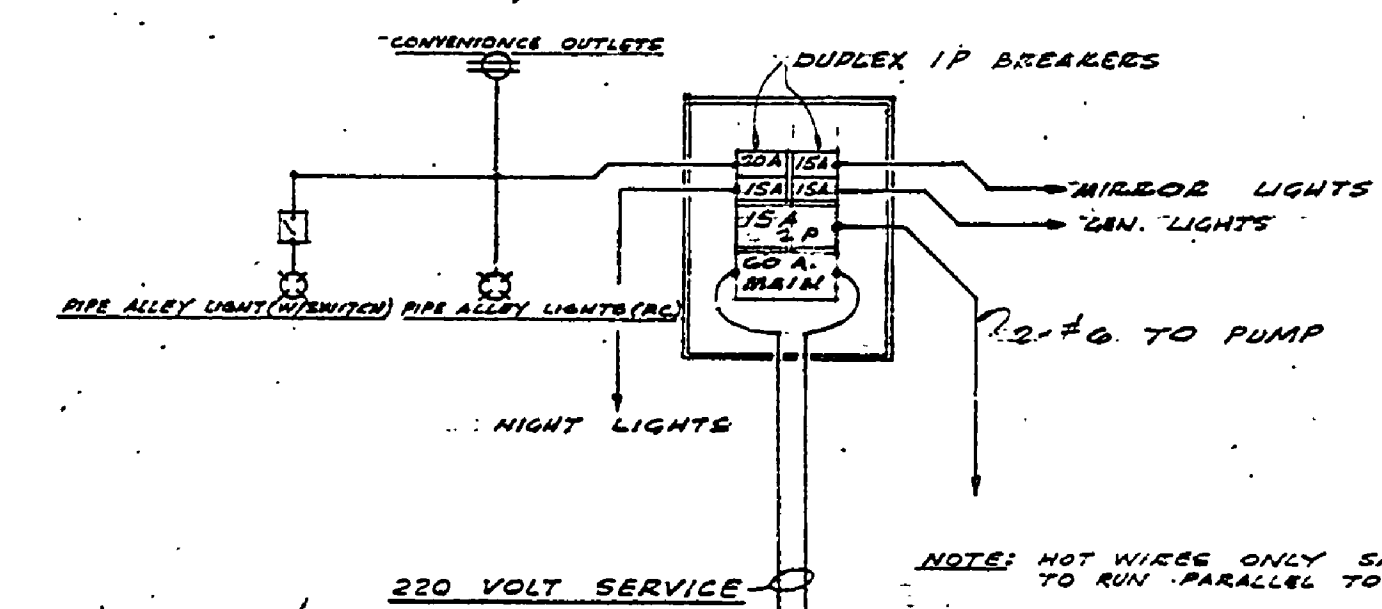 CONVENIONCE OUTLETS
DUPLEX 1P BREAKERS
20A 15A
15A 15A
15A
2P
60 A.
MAIN
MIRROR LIGHTS
GEN. LIGHTS
PIPE ALLEY LIGHT (W/SWITCH)
PIPE ALLEY LIGHTS (RC)
2-#6 TO PUMP
NIGHT LIGHTS
220 VOLT SERVICE
NOTE: HOT WIRES ONLY
TO RUN PARALLEL TO